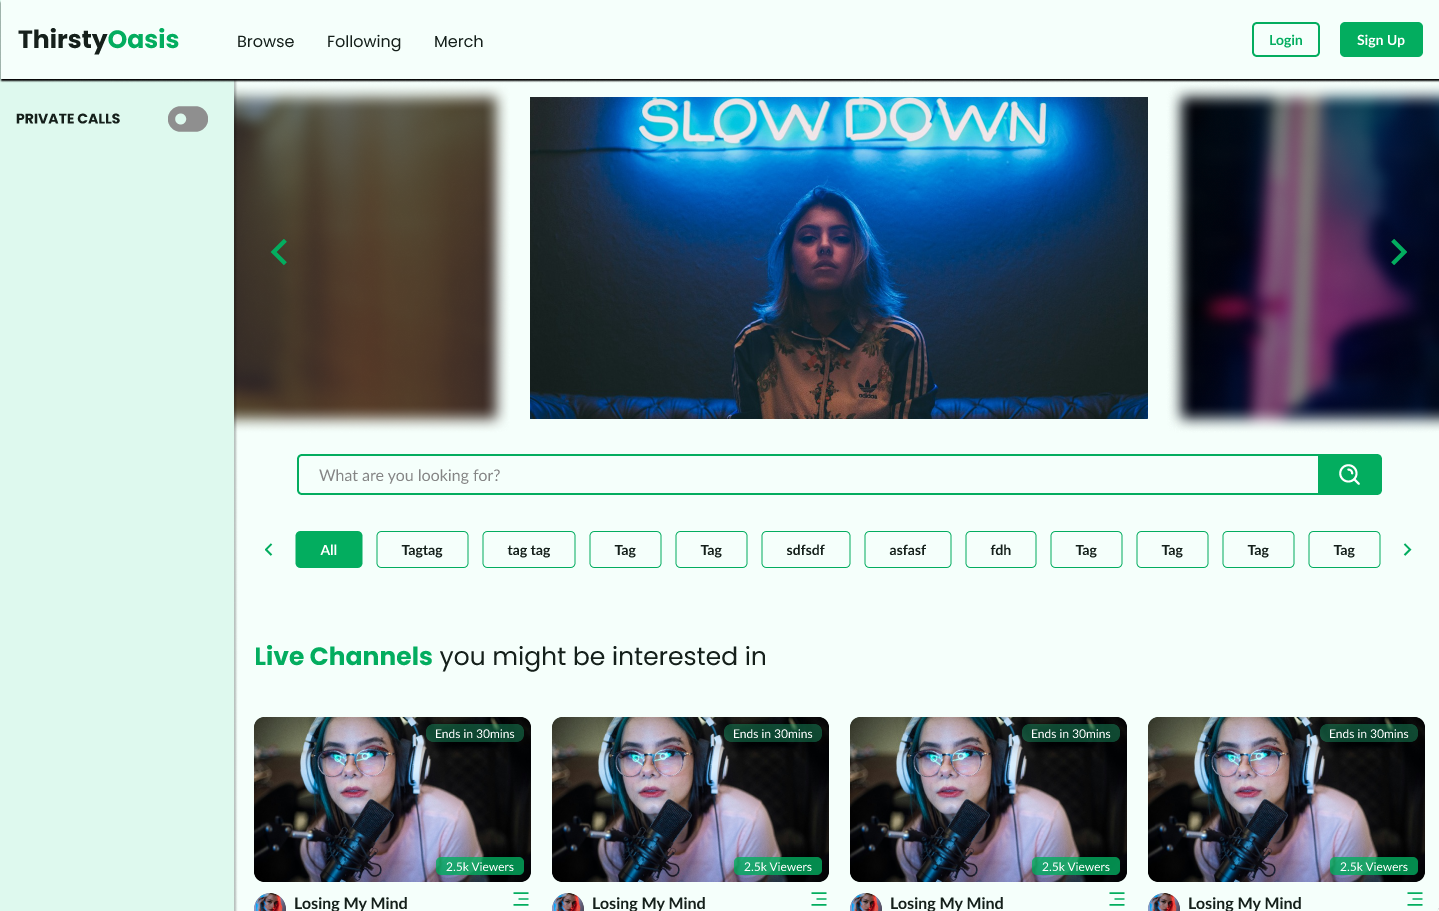 ThirstyOasis Browse Following Merch Login Sign Up
PRIVATE CALLS
SLOW DOWN
adidas
What are you looking for?
All Tagtag tag tag Tag Tag sdfsdf asfasf fdh Tag Tag Tag Tag
Live Channels you might be interested in
Ends in 30mins Ends in 30mins Ends in 30mins Ends in 30mins
2.5k Viewers 2.5k Viewers 2.5k Viewers 2.5k Viewers
Losing My Mind Losing My Mind Losing My Mind Losing My Mind